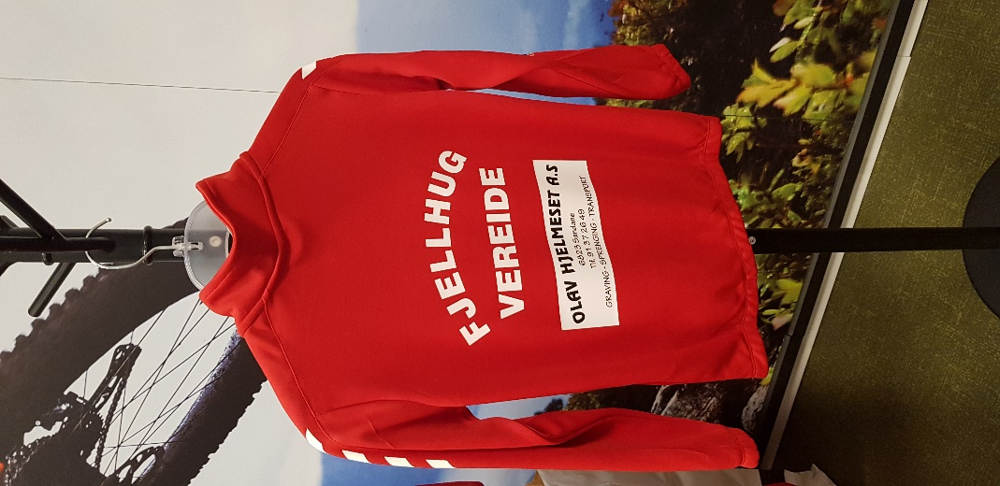 FJELLHUG
VEREIDE
OLAV HJELMESET A.S
6823 Sandane
Tlf. 91 37 26 49
GRAVING - SPRENGING - TRANSPORT